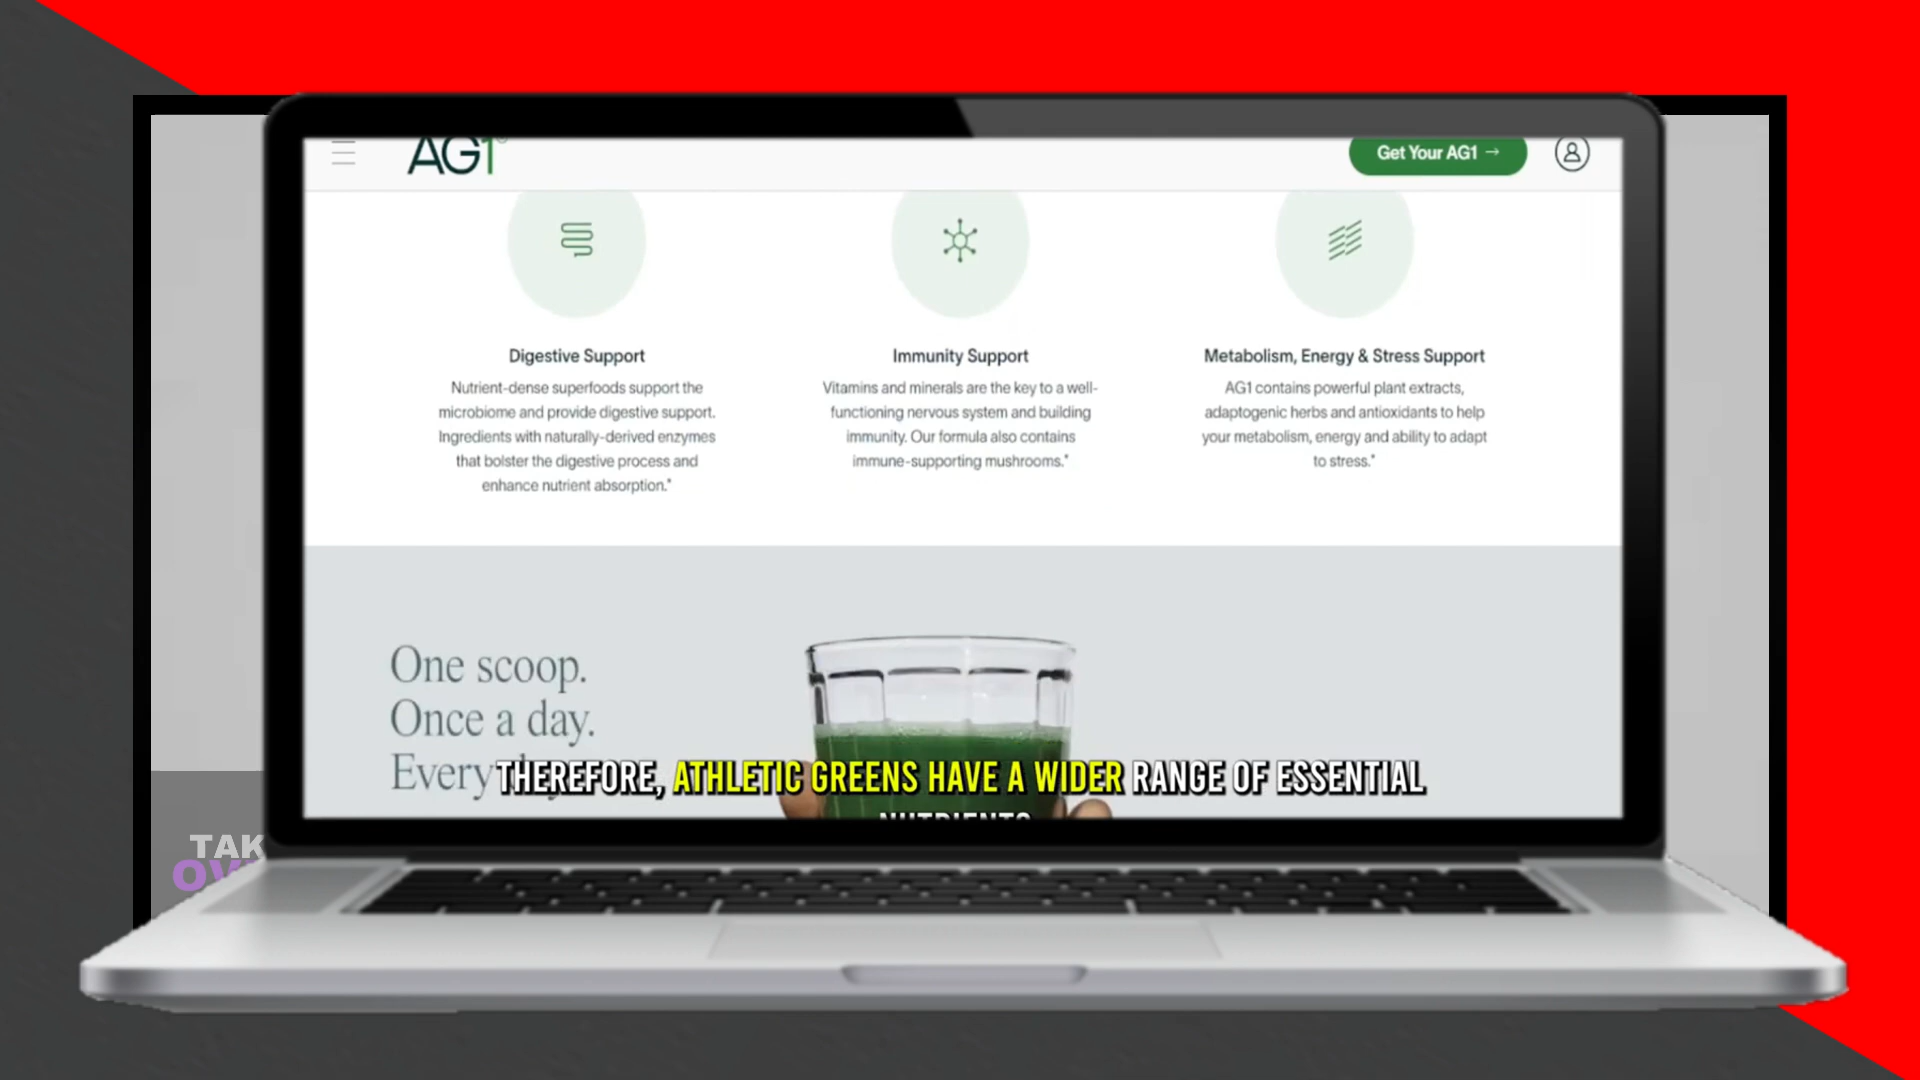 AG1
Get Your AG1 →
Digestive Support
Nutrient-dense superfoods support the
microbiome and provide digestive support.
Ingredients with naturally-derived enzymes
that bolster the digestive process and
enhance nutrient absorption.*
Immunity Support
Vitamins and minerals are the key to a well-
functioning nervous system and building
immunity. Our formula also contains
immune-supporting mushrooms.*
Metabolism, Energy & Stress Support
AG1 contains powerful plant extracts,
adaptogenic herbs and antioxidants to help
your metabolism, energy and ability to adapt
to stress.*
One scoop.
Once a day.
THEREFORE, ATHLETIC GREENS HAVE A WIDER RANGE OF ESSENTIAL
NUTRIENTS